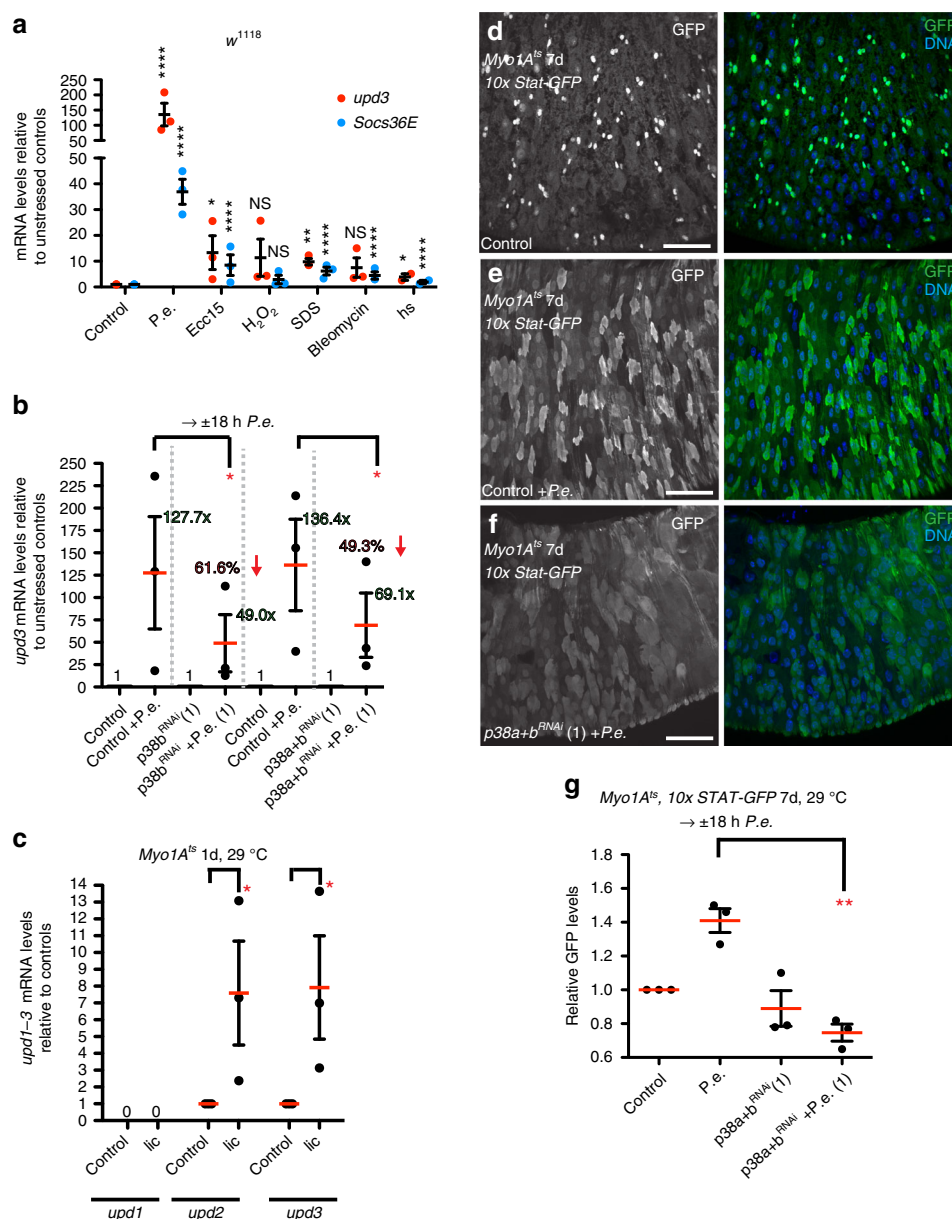 a
w1118
mRNA levels relative
to unstressed controls
250
200
150
100
50
40
30
20
10
0
****
****
*
****
NS
NS
**
****
NS
****
*
****
upd3
Socs36E
Control
P.e.
Ecc15
H2O2
SDS
Bleomycin
hs
b
→ ±18 h P.e.
upd3 mRNA levels relative
to unstressed controls
250
225
200
175
150
125
100
75
50
25
0
*
*
127.7x
61.6%
49.0x
136.4x
49.3%
69.1x
1
1
1
1
Control
Control +P.e.
p38bRNAi (1)
p38bRNAi +P.e. (1)
Control
Control +P.e.
p38a+bRNAi (1)
p38a+bRNAi +P.e. (1)
c
Myo1Ats 1d, 29 °C
upd1–3 mRNA levels
relative to controls
14
13
12
11
10
9
8
7
6
5
4
3
2
1
*
*
0
0
Control
lic
Control
lic
Control
lic
upd1
upd2
upd3
d
GFP
Myo1Ats 7d
10x Stat-GFP
Control
GFP
DNA
e
GFP
Myo1Ats 7d
10x Stat-GFP
Control +P.e.
GFP
DNA
f
GFP
Myo1Ats 7d
10x Stat-GFP
p38a+bRNAi (1) +P.e.
GFP
DNA
g
Myo1Ats, 10x STAT-GFP 7d, 29 °C
→ ±18 h P.e.
Relative GFP levels
1.8
1.6
1.4
1.2
1.0
0.8
0.6
**
Control
P.e.
p38a+bRNAi (1)
p38a+bRNAi +P.e. (1)